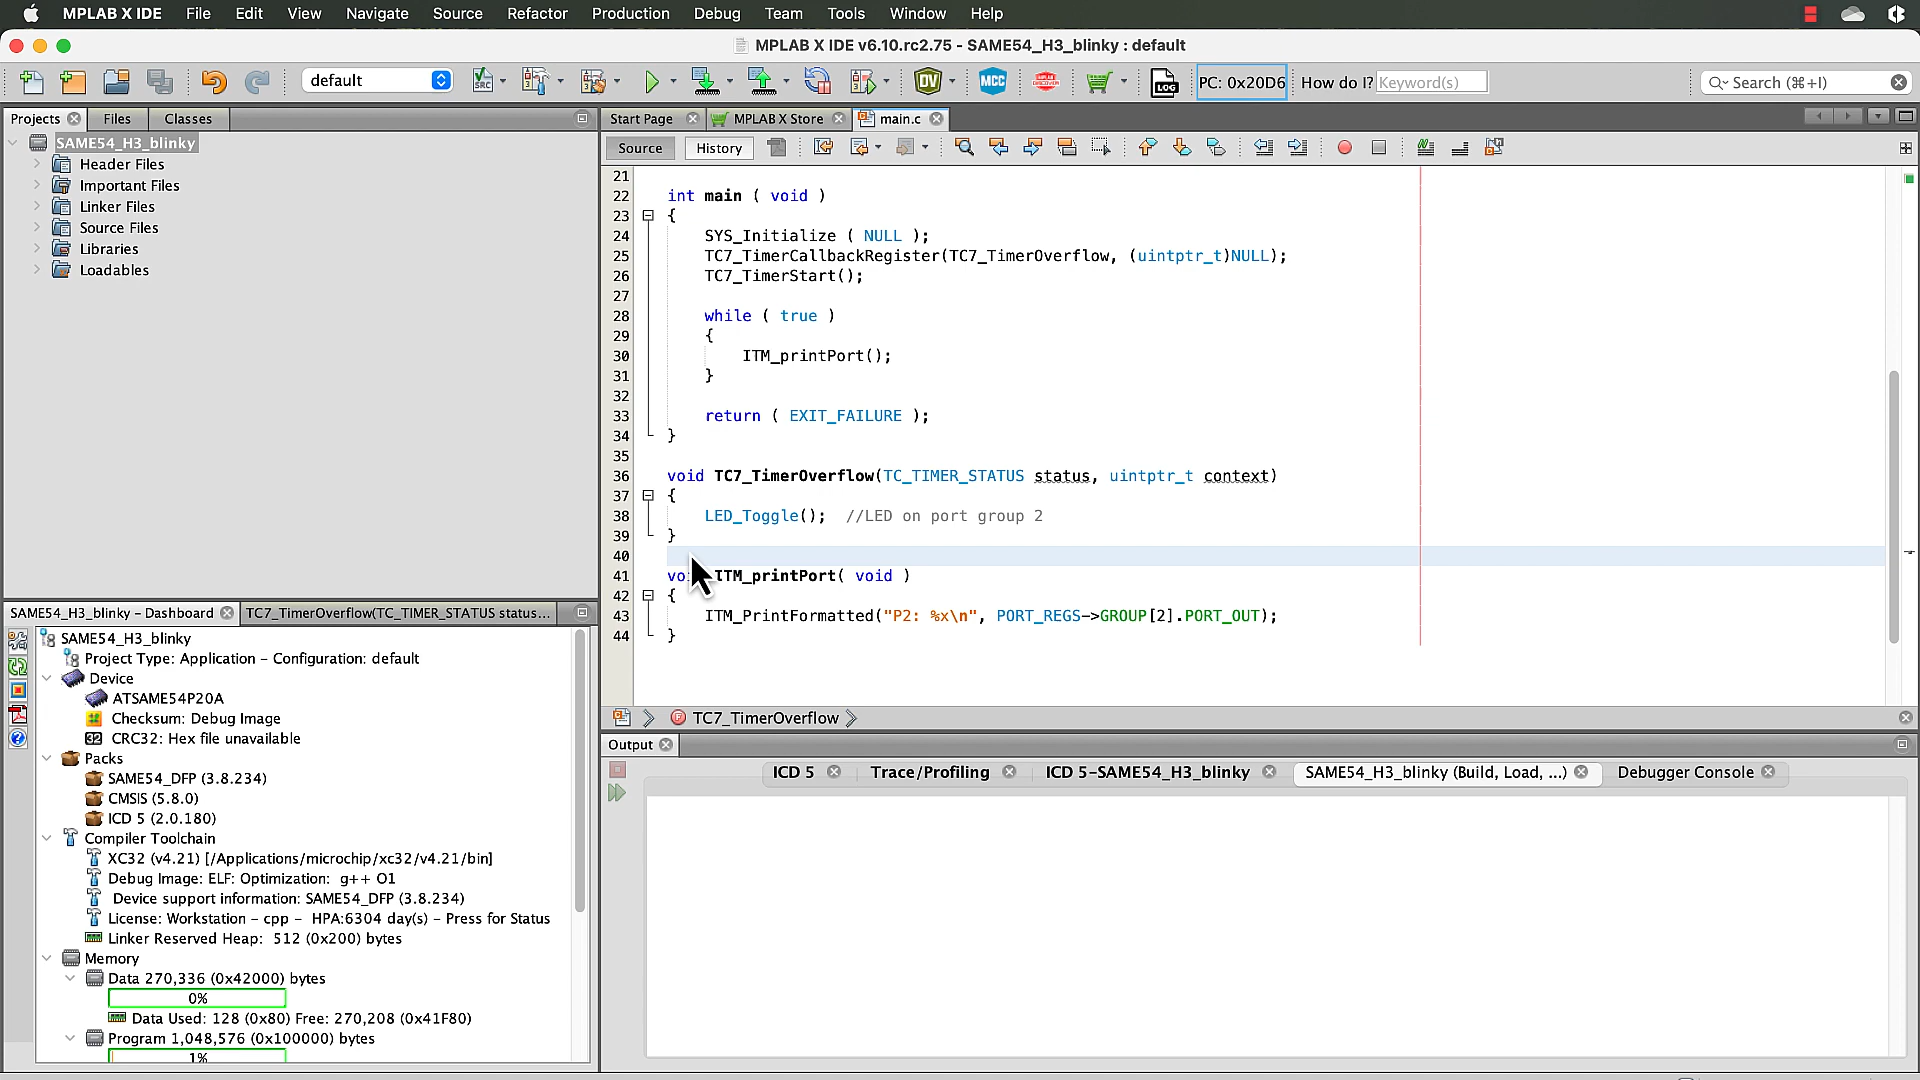 MPLAB X IDE File Edit View Navigate Source Refactor Production Debug Team Tools Window Help
MPLAB X IDE v6.10.rc2.75 - SAME54_H3_blinky : default
default SRC DV MCC DISCOVER LOG PC: 0x20D6 How do I? Keyword(s) Search (⌘+I)
Projects Files Classes
SAME54_H3_blinky
Header Files
Important Files
Linker Files
Source Files
Libraries
Loadables
Start Page MPLAB X Store main.c
Source History
21
22 int main ( void )
23 {
24 SYS_Initialize ( NULL );
25 TC7_TimerCallbackRegister(TC7_TimerOverflow, (uintptr_t)NULL);
26 TC7_TimerStart();
27
28 while ( true )
29 {
30 ITM_printPort();
31 }
32
33 return ( EXIT_FAILURE );
34 }
35
36 void TC7_TimerOverflow(TC_TIMER_STATUS status, uintptr_t context)
37 {
38 LED_Toggle(); //LED on port group 2
39 }
40
41 voi ITM_printPort( void )
42 {
43 ITM_PrintFormatted("P2: %x\n", PORT_REGS->GROUP[2].PORT_OUT);
44 }
TC7_TimerOverflow
SAME54_H3_blinky - Dashboard TC7_TimerOverflow(TC_TIMER_STATUS status...
SAME54_H3_blinky
Project Type: Application - Configuration: default
Device
ATSAME54P20A
Checksum: Debug Image
CRC32: Hex file unavailable
Packs
SAME54_DFP (3.8.234)
CMSIS (5.8.0)
ICD 5 (2.0.180)
Compiler Toolchain
XC32 (v4.21) [/Applications/microchip/xc32/v4.21/bin]
Debug Image: ELF: Optimization: g++ O1
Device support information: SAME54_DFP (3.8.234)
License: Workstation - cpp - HPA:6304 day(s) - Press for Status
Linker Reserved Heap: 512 (0x200) bytes
Memory
Data 270,336 (0x42000) bytes
0%
Data Used: 128 (0x80) Free: 270,208 (0x41F80)
Program 1,048,576 (0x100000) bytes
1%
Output
ICD 5 Trace/Profiling ICD 5-SAME54_H3_blinky SAME54_H3_blinky (Build, Load, ...) Debugger Console